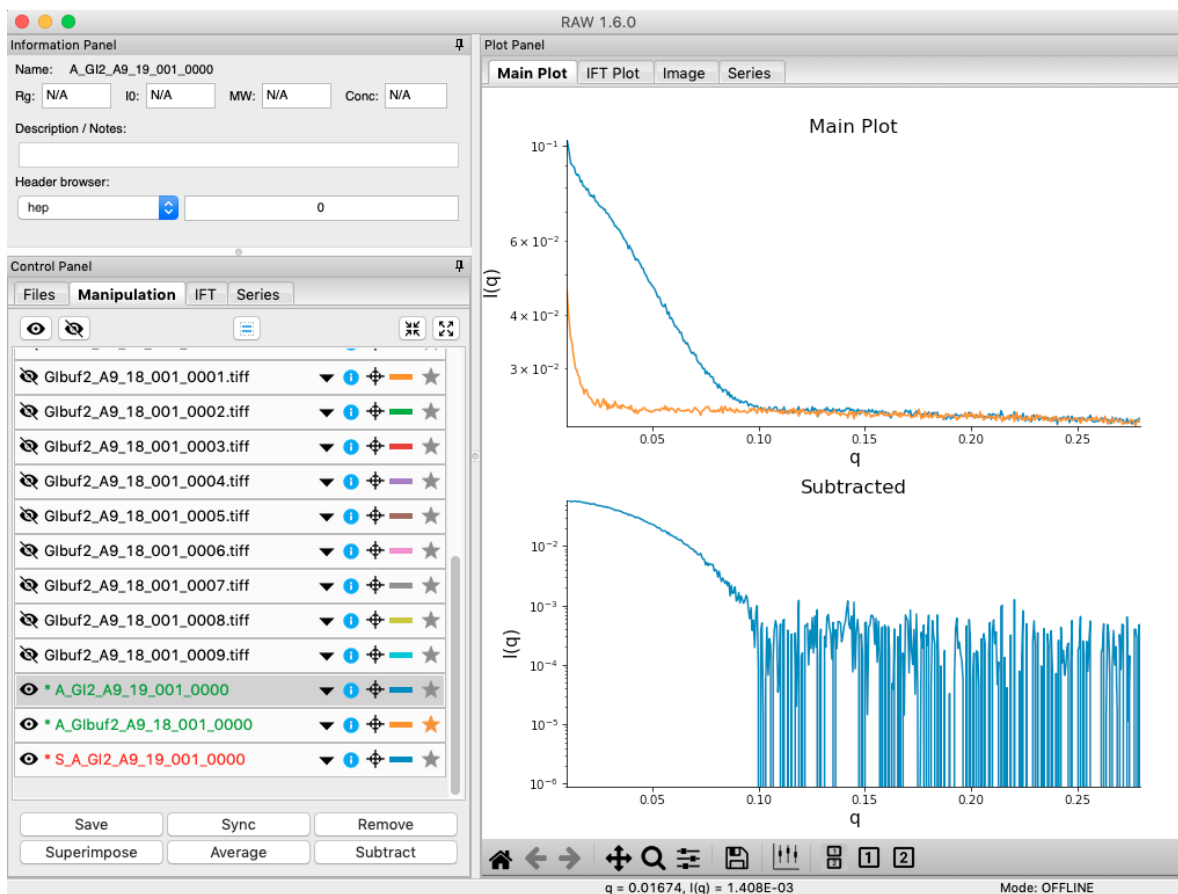 RAW 1.6.0
Information Panel
Name: A_GI2_A9_19_001_0000
Rg: N/A I0: N/A MW: N/A Conc: N/A
Description / Notes:
Header browser:
hep 0
Control Panel
Files Manipulation IFT Series
GIbuf2_A9_18_001_0001.tiff
GIbuf2_A9_18_001_0002.tiff
GIbuf2_A9_18_001_0003.tiff
GIbuf2_A9_18_001_0004.tiff
GIbuf2_A9_18_001_0005.tiff
GIbuf2_A9_18_001_0006.tiff
GIbuf2_A9_18_001_0007.tiff
GIbuf2_A9_18_001_0008.tiff
GIbuf2_A9_18_001_0009.tiff
* A_GI2_A9_19_001_0000
* A_GIbuf2_A9_18_001_0000
* S_A_GI2_A9_19_001_0000
Save Sync Remove
Superimpose Average Subtract
Plot Panel
Main Plot IFT Plot Image Series
Main Plot
10⁻¹
6 × 10⁻²
4 × 10⁻²
3 × 10⁻²
I(q)
0.05 0.10 0.15 0.20 0.25
q
Subtracted
10⁻²
10⁻³
10⁻⁴
10⁻⁵
10⁻⁶
I(q)
0.05 0.10 0.15 0.20 0.25
q
1 2
q = 0.01674, I(q) = 1.408E-03 Mode: OFFLINE